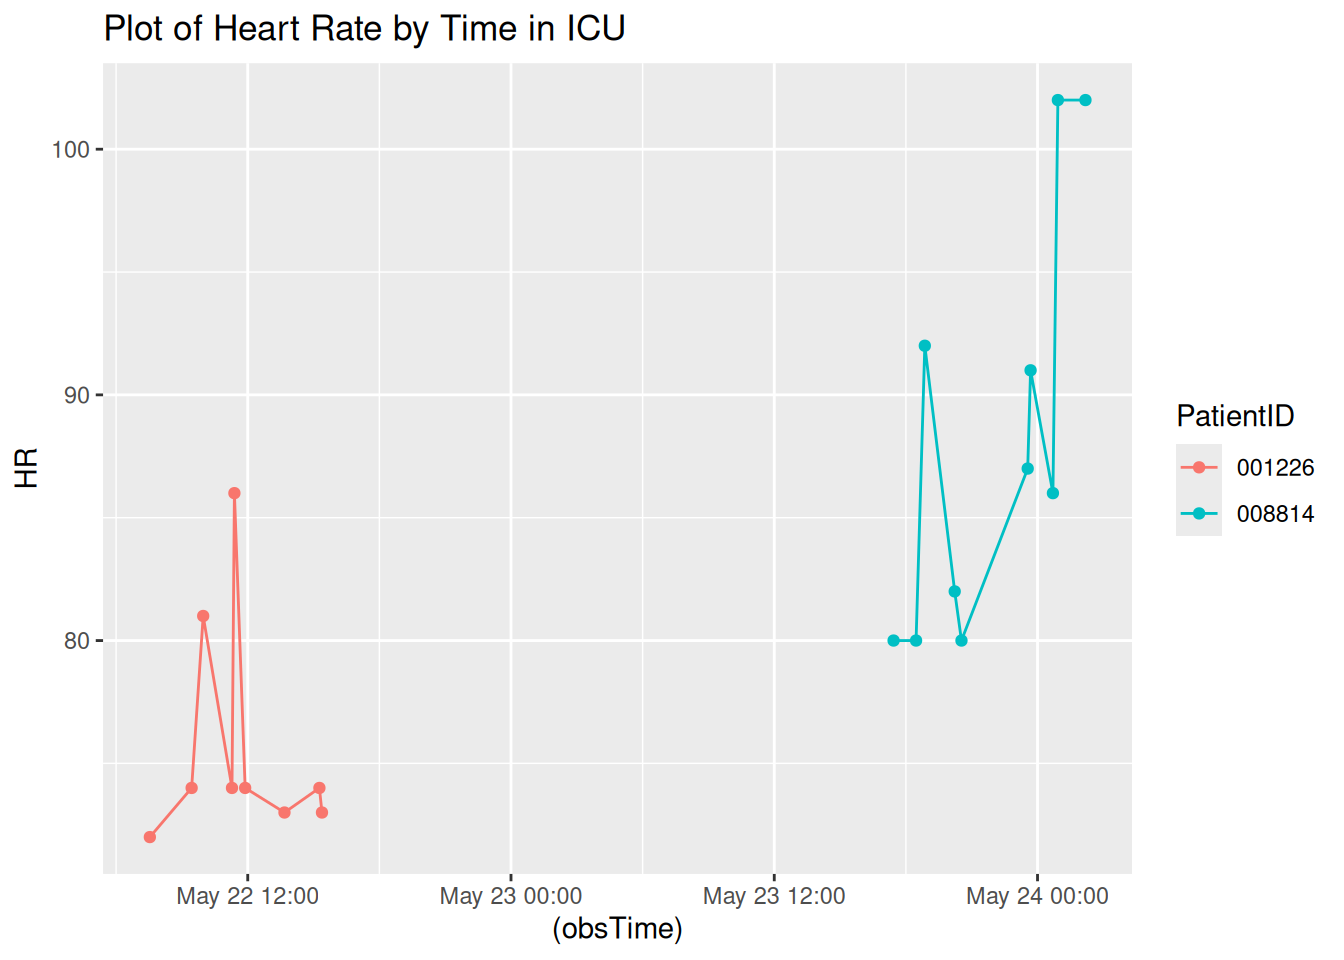 Plot of Heart Rate by Time in ICU
100
90
80
HR
May 22 12:00
May 23 00:00
May 23 12:00
May 24 00:00
(obsTime)
PatientID
001226
008814